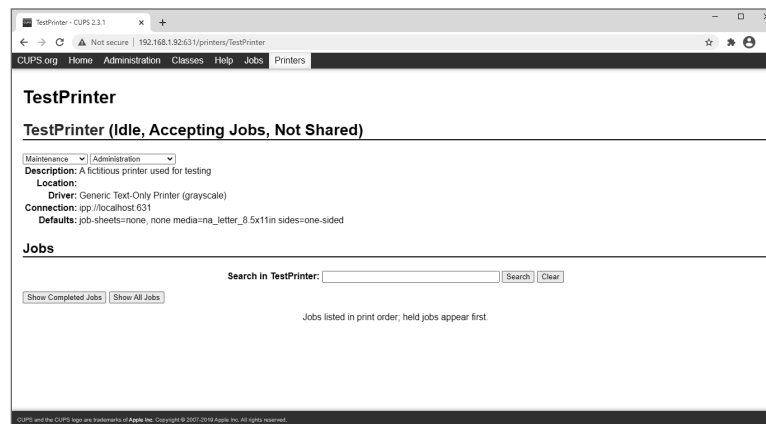 TestPrinter - CUPS 2.3.1
Not secure | 192.168.1.92:631/printers/TestPrinter
CUPS.org Home Administration Classes Help Jobs Printers
TestPrinter
TestPrinter (Idle, Accepting Jobs, Not Shared)
Maintenance Administration
Description: A fictitious printer used for testing
Location:
Driver: Generic Text-Only Printer (grayscale)
Connection: ipp://localhost:631
Defaults: job-sheets=none, none media=na_letter_8.5x11in sides=one-sided
Jobs
Search in TestPrinter: Search Clear
Show Completed Jobs Show All Jobs
Jobs listed in print order; held jobs appear first.
CUPS and the CUPS logo are trademarks of Apple Inc. Copyright © 2007-2019 Apple Inc. All rights reserved.